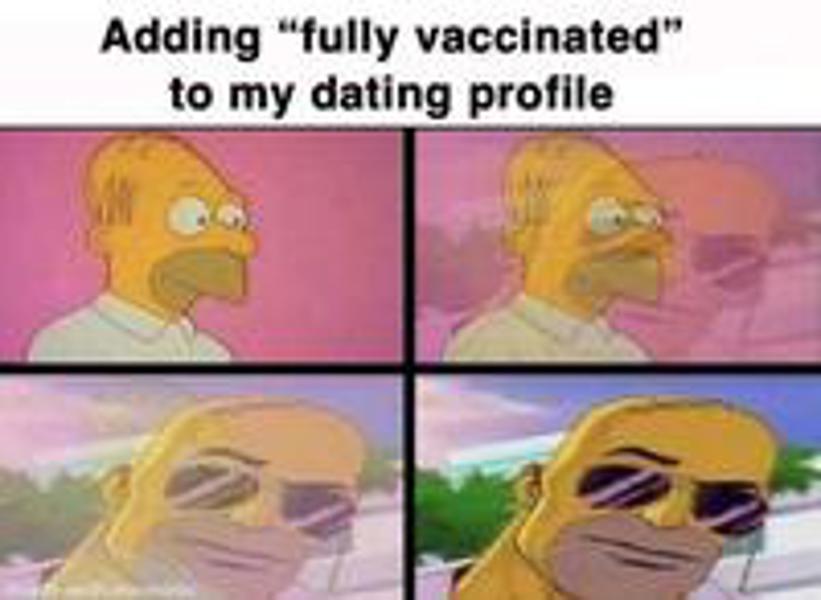 Adding “fully vaccinated”
to my dating profile